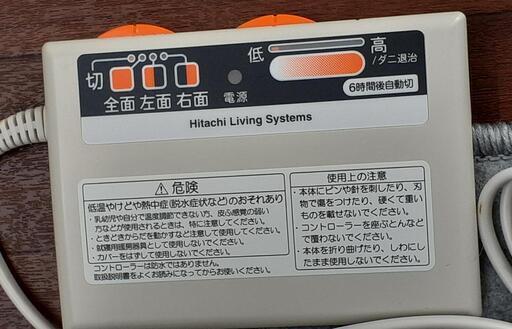 切
全面 左面 右面
電源
低
高
/ダニ退治
6時間後自動切
Hitachi Living Systems
⚠危険
低温やけどや熱中症(脱水症状など)のおそれあり
・乳幼児や自分で温度調節できない方、皮ふ感覚の弱い
方などが使用されるときは、特に注意してください。
・ときどきからだを動かすなど注意して使用してください。
・就寝用暖房器具として使用しないでください。
・カバーをはずして使用しないでください。
コントローラーは防水ではありません。
取扱説明書をよくお読みになってからお使いください。
使用上の注意
・本体にピンや針を刺したり、刃
物で傷をつけたり、硬くて重い
ものを載せないでください。
・コントローラーを座ぶとんなど
で覆わないでください。
・本体を折り曲げたり、しわにし
たまま使用しないでください。